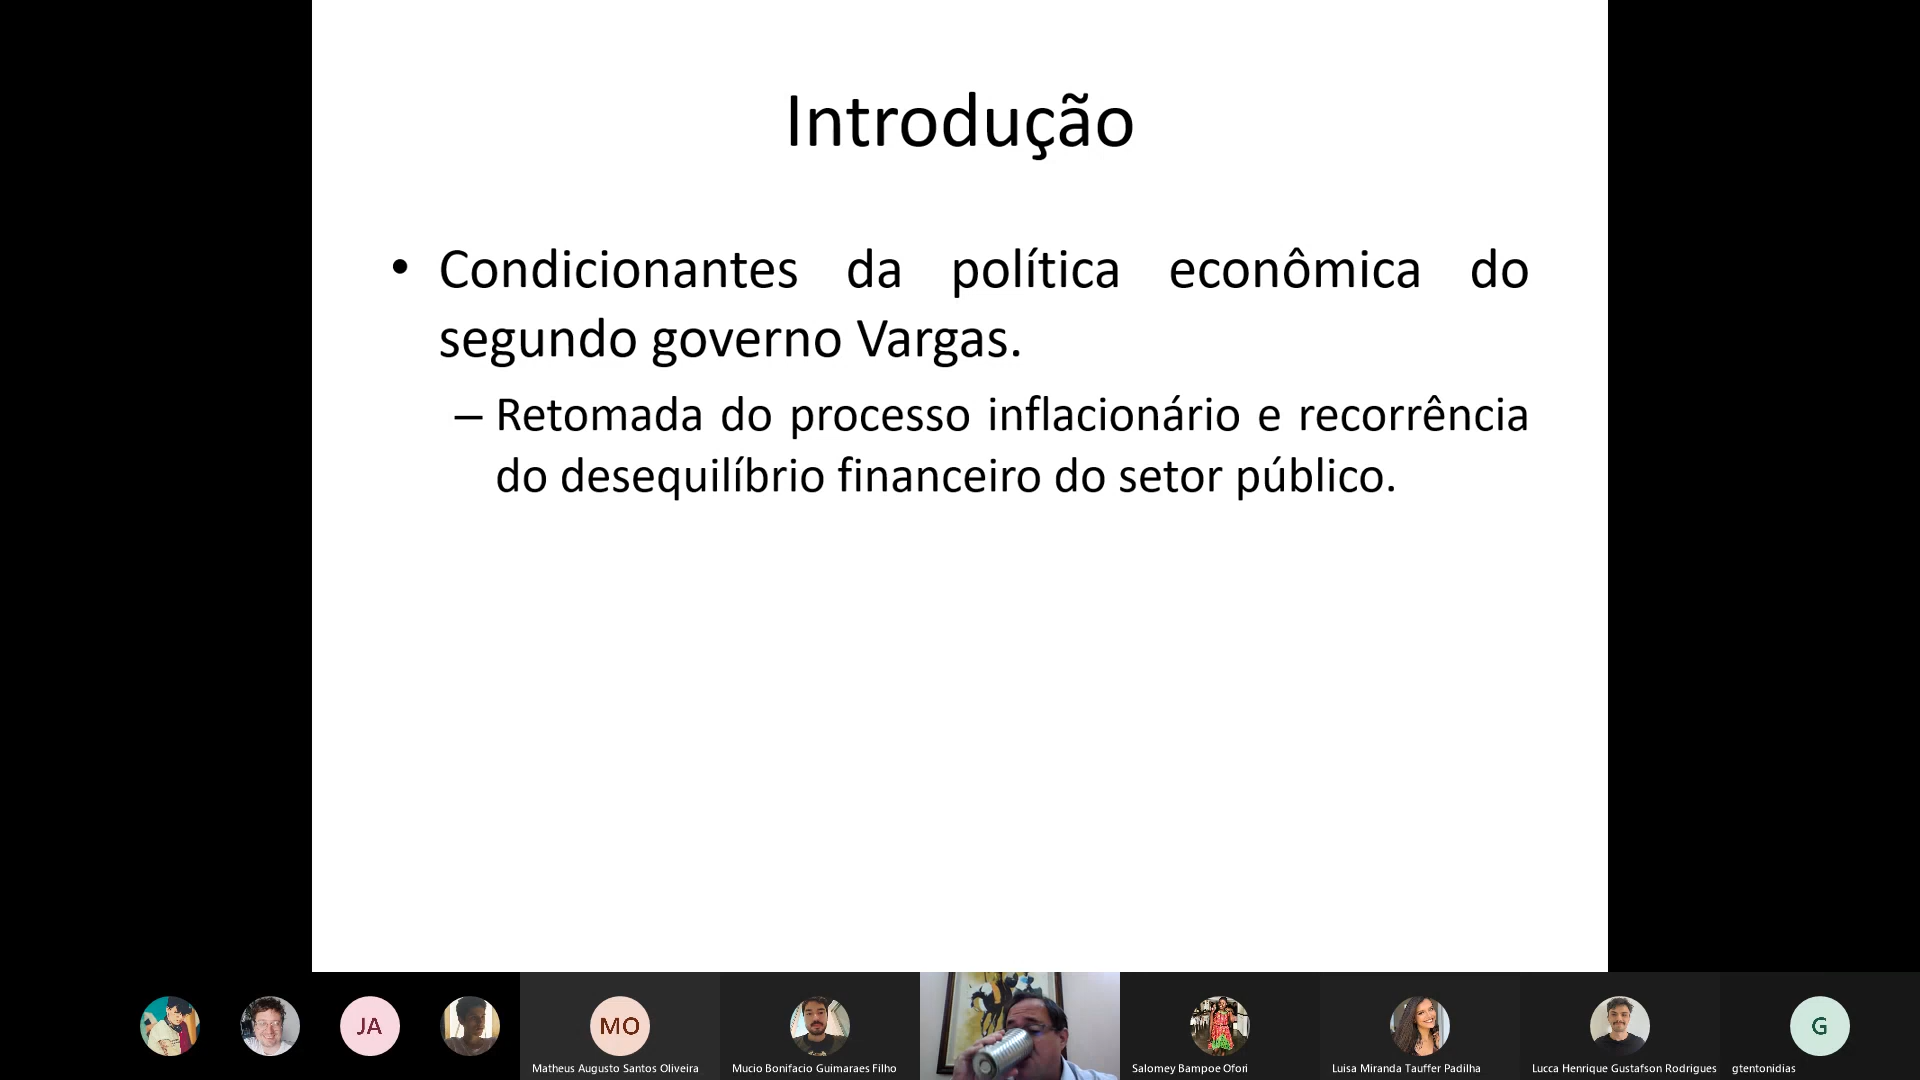 Introdução
• Condicionantes da política econômica do
segundo governo Vargas.
– Retomada do processo inflacionário e recorrência
do desequilíbrio financeiro do setor público.
JA
MO
G
Matheus Augusto Santos Oliveira
Mucio Bonifacio Guimaraes Filho
Salomey Bampoe Ofori
Luisa Miranda Tauffer Padilha
Lucca Henrique Gustafson Rodrigues
gtentonidias